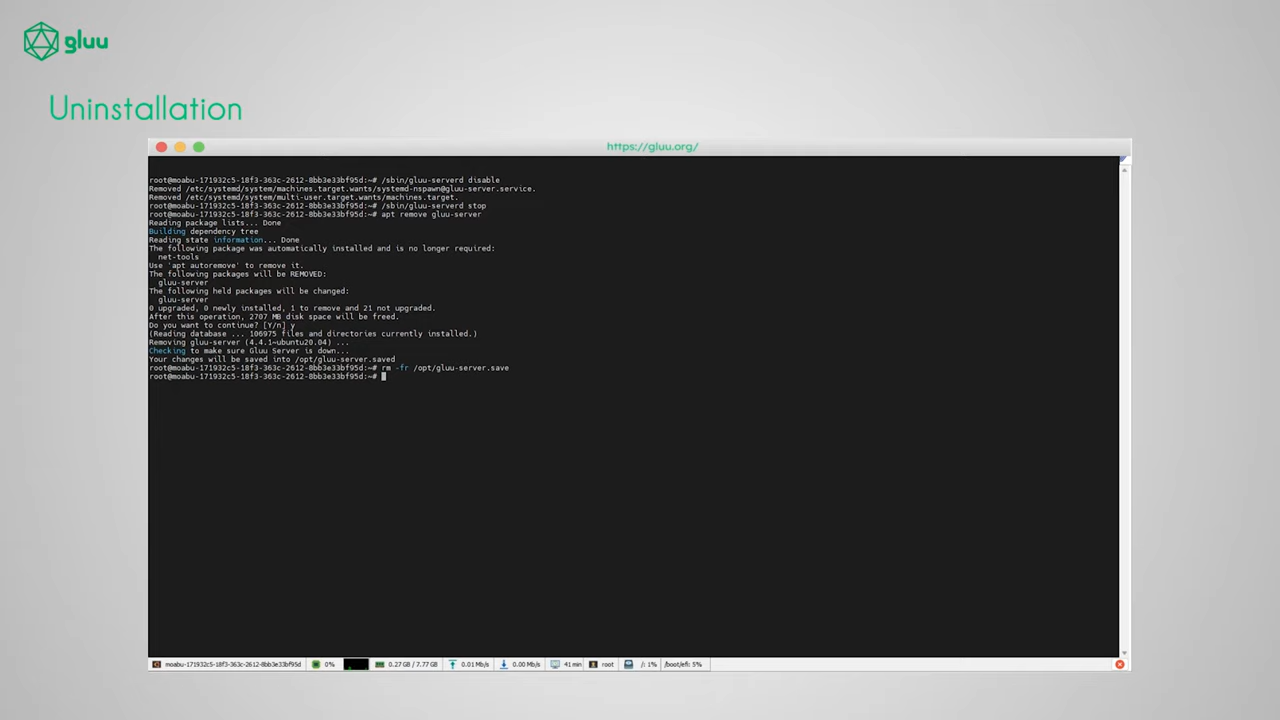 gluu
Uninstallation
https://gluu.org/
root@moabu-171932c5-18f3-363c-2612-8bb3e33bf95d:~# /sbin/gluu-serverd disable
Removed /etc/systemd/system/machines.target.wants/systemd-nspawn@gluu-server.service.
Removed /etc/systemd/system/multi-user.target.wants/machines.target.
root@moabu-171932c5-18f3-363c-2612-8bb3e33bf95d:~# /sbin/gluu-serverd stop
root@moabu-171932c5-18f3-363c-2612-8bb3e33bf95d:~# apt remove gluu-server
Reading package lists... Done
Building dependency tree
Reading state information... Done
The following package was automatically installed and is no longer required:
net-tools
Use 'apt autoremove' to remove it.
The following packages will be REMOVED:
gluu-server
The following held packages will be changed:
gluu-server
0 upgraded, 0 newly installed, 1 to remove and 21 not upgraded.
After this operation, 2707 MB disk space will be freed.
Do you want to continue? [Y/n] y
(Reading database ... 106975 files and directories currently installed.)
Removing gluu-server (4.4.1~ubuntu20.04) ...
Checking to make sure Gluu Server is down...
Your changes will be saved into /opt/gluu-server.saved
root@moabu-171932c5-18f3-363c-2612-8bb3e33bf95d:~# rm -fr /opt/gluu-server.save
root@moabu-171932c5-18f3-363c-2612-8bb3e33bf95d:~#
moabu-171932c5-18f3-363c-2612-8bb3e33bf95d 0% 0.27 GB / 7.77 GB 0.01 Mb/s 0.00 Mb/s 41 min root /: 1% /boot/efi: 5%